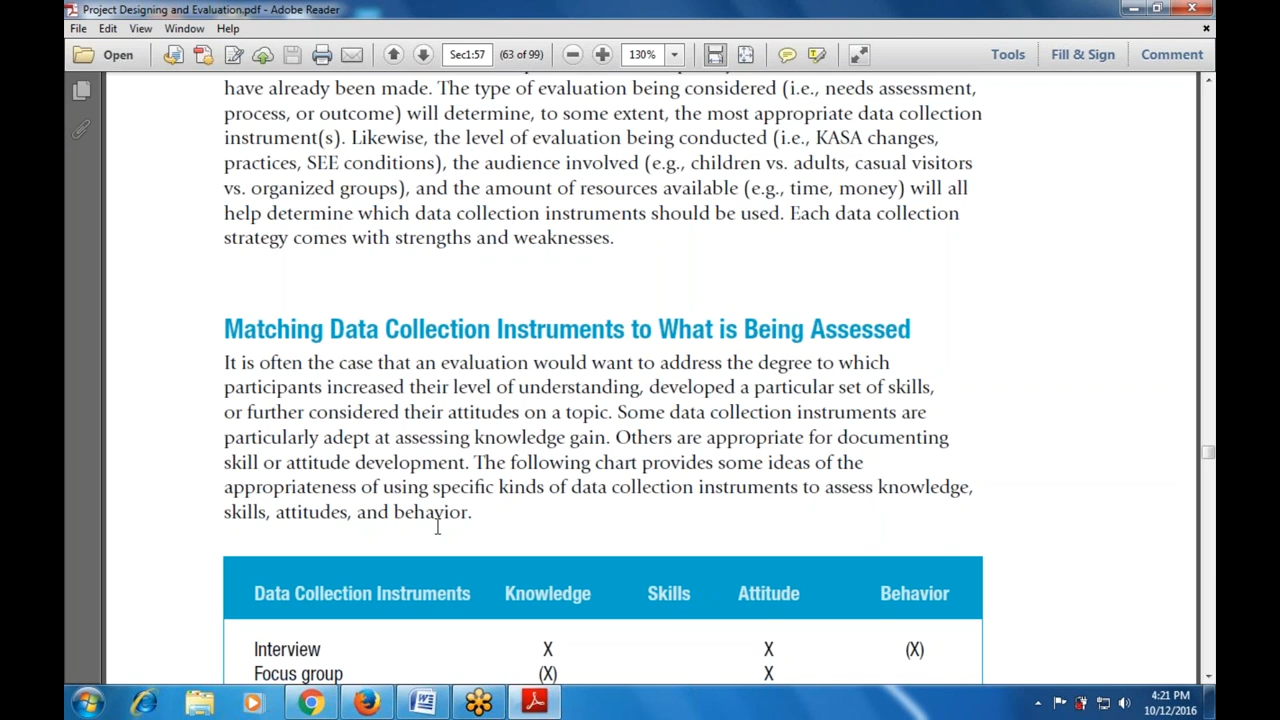 Project Designing and Evaluation.pdf - Adobe Reader
File Edit View Window Help
Open Sec1:57 (63 of 99) 130% Tools Fill & Sign Comment
have already been made. The type of evaluation being considered (i.e., needs assessment,
process, or outcome) will determine, to some extent, the most appropriate data collection
instrument(s). Likewise, the level of evaluation being conducted (i.e., KASA changes,
practices, SEE conditions), the audience involved (e.g., children vs. adults, casual visitors
vs. organized groups), and the amount of resources available (e.g., time, money) will all
help determine which data collection instruments should be used. Each data collection
strategy comes with strengths and weaknesses.
Matching Data Collection Instruments to What is Being Assessed
It is often the case that an evaluation would want to address the degree to which
participants increased their level of understanding, developed a particular set of skills,
or further considered their attitudes on a topic. Some data collection instruments are
particularly adept at assessing knowledge gain. Others are appropriate for documenting
skill or attitude development. The following chart provides some ideas of the
appropriateness of using specific kinds of data collection instruments to assess knowledge,
skills, attitudes, and behavior.
Data Collection Instruments Knowledge Skills Attitude Behavior
Interview X X (X)
Focus group (X) X
4:21 PM
10/12/2016